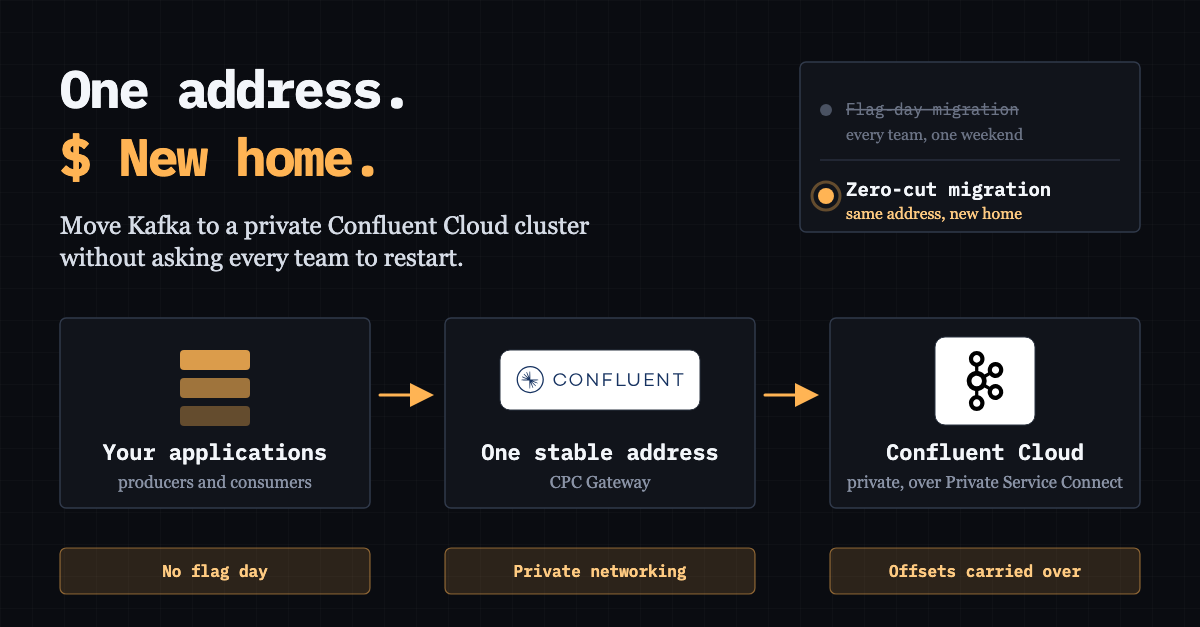 One address.
$ New home.
Move Kafka to a private Confluent Cloud cluster
without asking every team to restart.
Flag-day migration
every team, one weekend
Zero-cut migration
same address, new home
Your applications
producers and consumers
CONFLUENT
One stable address
CPC Gateway
Confluent Cloud
private, over Private Service Connect
No flag day
Private networking
Offsets carried over